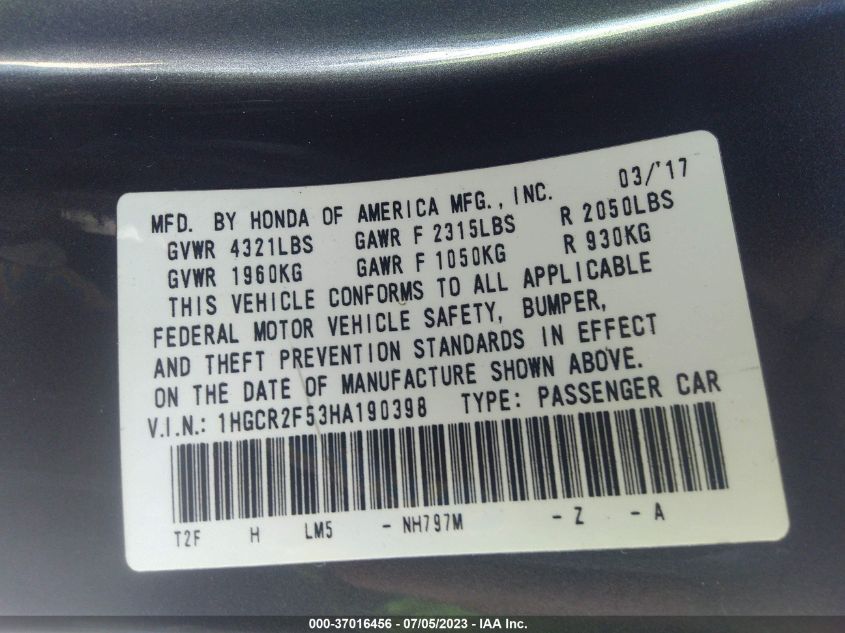 MFD. BY HONDA OF AMERICA MFG., INC. 03/'17
GVWR 4321LBS GAWR F 2315LBS R 2050LBS
GVWR 1960KG GAWR F 1050KG R 930KG
THIS VEHICLE CONFORMS TO ALL APPLICABLE
FEDERAL MOTOR VEHICLE SAFETY, BUMPER,
AND THEFT PREVENTION STANDARDS IN EFFECT
ON THE DATE OF MANUFACTURE SHOWN ABOVE.
V.I.N.: 1HGCR2F53HA190398 TYPE: PASSENGER CAR
T2F H LM5 - NH797M - Z - A
000-37016456 - 07/05/2023 - IAA Inc.